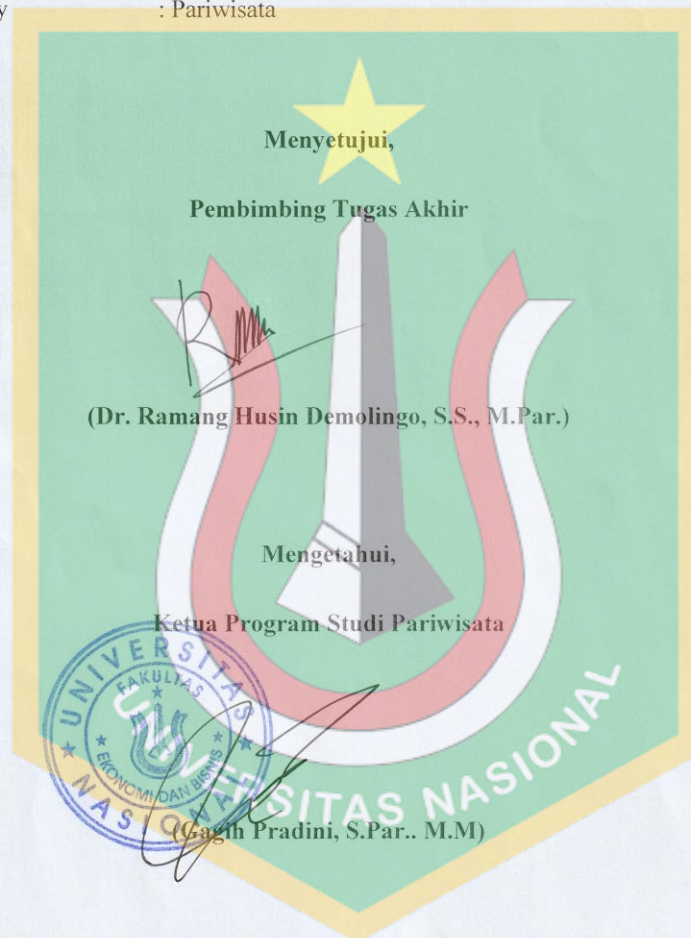 y : Pariwisata
Menyetujui,
Pembimbing Tugas Akhir
(Dr. Ramang Husin Demolingo, S.S., M.Par.)
Mengetahui,
Ketua Program Studi Pariwisata
UNIVERSITAS NASIONAL
FAKULTAS
EKONOMI DAN BISNIS
UNIVERSITAS NASIONAL
(Gagih Pradini, S.Par.. M.M)